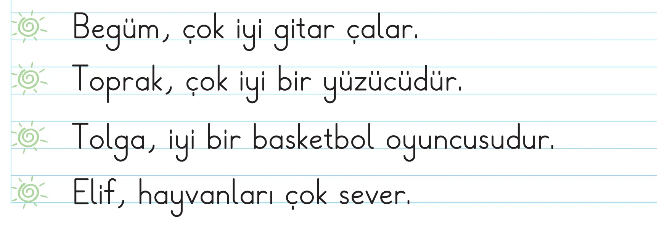 Begüm, çok iyi gitar çalar.
Toprak, çok iyi bir yüzücüdür.
Tolga, iyi bir basketbol oyuncusudur.
Elif, hayvanları çok sever.